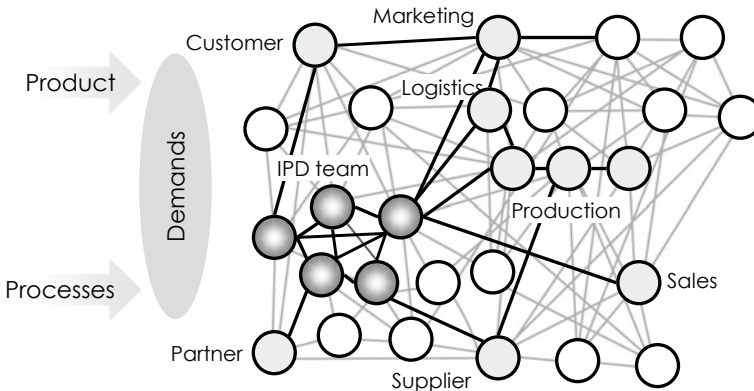 Marketing
Customer
Product
Logistics
IPD team
Demands
Production
Processes
Sales
Partner
Supplier